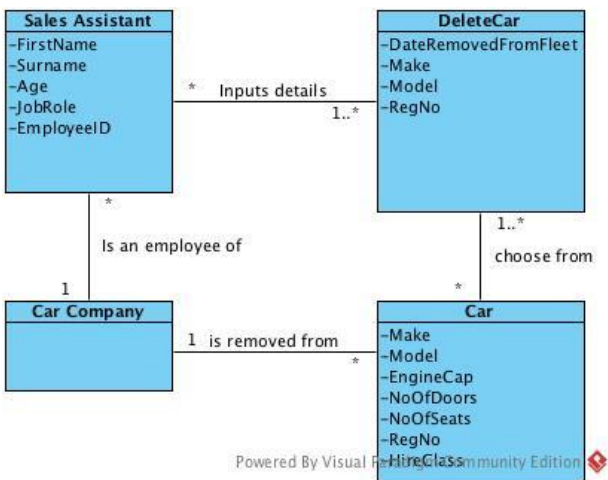 Sales Assistant
-FirstName
-Surname
-Age
-JobRole
-EmployeeID
DeleteCar
-DateRemovedFromFleet
-Make
-Model
-RegNo
* Inputs details 1..*
*
Is an employee of
1
1..*
choose from
*
Car Company
1 is removed from *
Car
-Make
-Model
-EngineCap
-NoOfDoors
-NoOfSeats
-RegNo
-HireClass
Powered By Visual Paradigm Community Edition